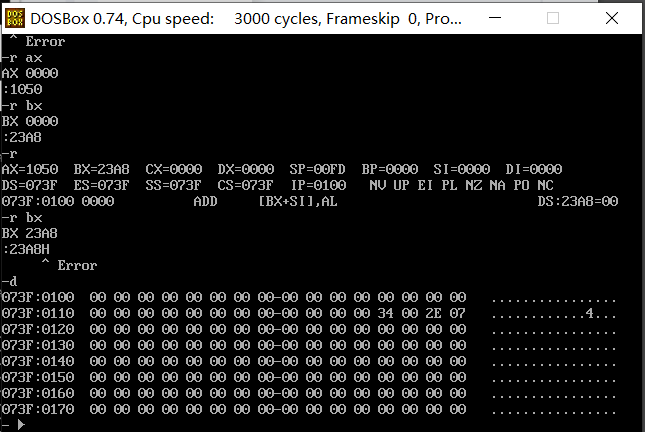 DOS BOX DOSBox 0.74, Cpu speed: 3000 cycles, Frameskip 0, Pro...
^ Error
-r ax
AX 0000
:1050
-r bx
BX 0000
:23A8
-r
AX=1050 BX=23A8 CX=0000 DX=0000 SP=00FD BP=0000 SI=0000 DI=0000
DS=073F ES=073F SS=073F CS=073F IP=0100 NV UP EI PL NZ NA PO NC
073F:0100 0000 ADD [BX+SI],AL DS:23A8=00
-r bx
BX 23A8
:23A8H
^ Error
-d
073F:0100 00 00 00 00 00 00 00 00-00 00 00 00 00 00 00 00 ................
073F:0110 00 00 00 00 00 00 00 00-00 00 00 00 34 00 2E 07 ............4...
073F:0120 00 00 00 00 00 00 00 00-00 00 00 00 00 00 00 00 ................
073F:0130 00 00 00 00 00 00 00 00-00 00 00 00 00 00 00 00 ................
073F:0140 00 00 00 00 00 00 00 00-00 00 00 00 00 00 00 00 ................
073F:0150 00 00 00 00 00 00 00 00-00 00 00 00 00 00 00 00 ................
073F:0160 00 00 00 00 00 00 00 00-00 00 00 00 00 00 00 00 ................
073F:0170 00 00 00 00 00 00 00 00-00 00 00 00 00 00 00 00 ................
-